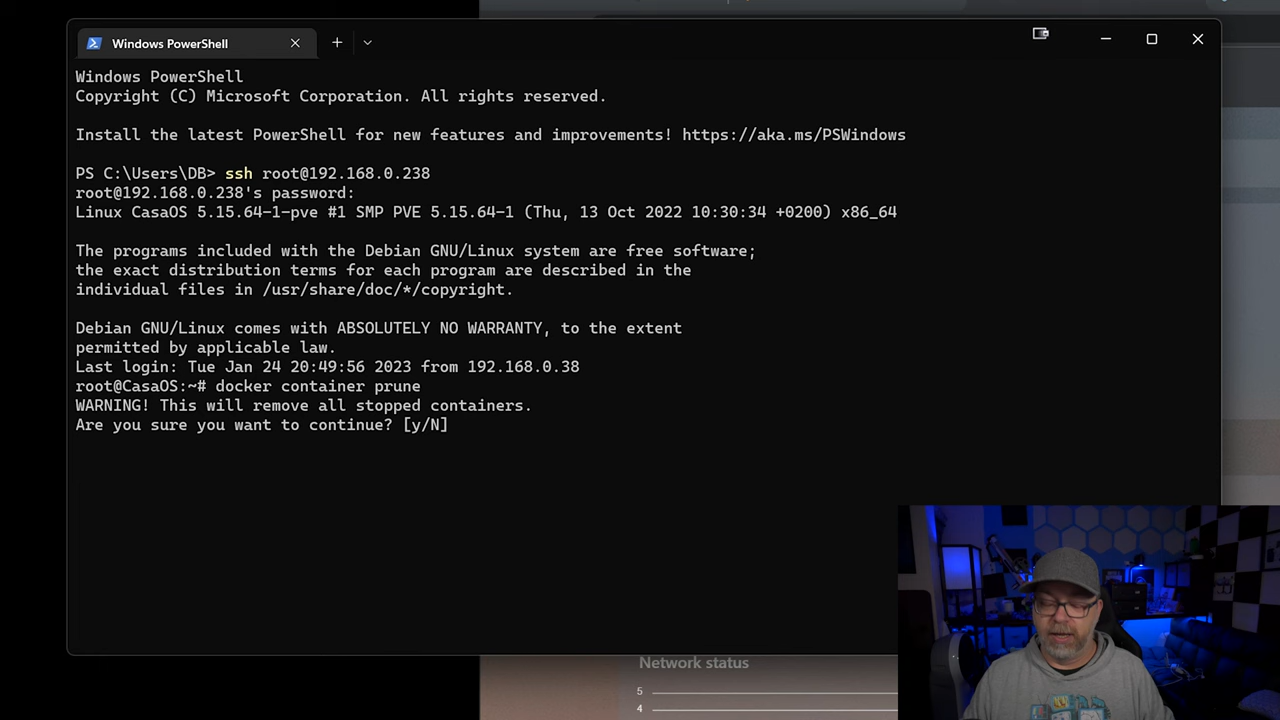 Windows PowerShell
Windows PowerShell
Copyright (C) Microsoft Corporation. All rights reserved.
Install the latest PowerShell for new features and improvements! https://aka.ms/PSWindows
PS C:\Users\DB> ssh root@192.168.0.238
root@192.168.0.238's password:
Linux CasaOS 5.15.64-1-pve #1 SMP PVE 5.15.64-1 (Thu, 13 Oct 2022 10:30:34 +0200) x86_64
The programs included with the Debian GNU/Linux system are free software;
the exact distribution terms for each program are described in the
individual files in /usr/share/doc/*/copyright.
Debian GNU/Linux comes with ABSOLUTELY NO WARRANTY, to the extent
permitted by applicable law.
Last login: Tue Jan 24 20:49:56 2023 from 192.168.0.38
root@CasaOS:~# docker container prune
WARNING! This will remove all stopped containers.
Are you sure you want to continue? [y/N]
Network status
5
4